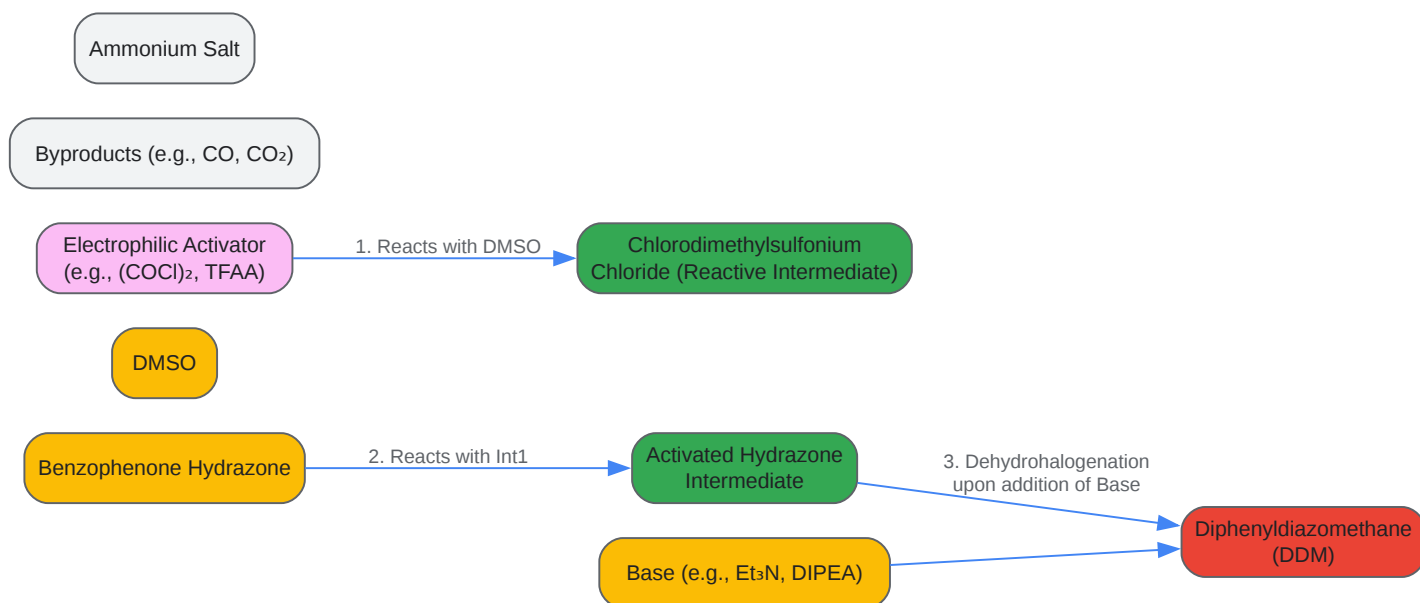 Ammonium Salt
Byproducts (e.g., CO, CO₂)
Electrophilic Activator
(e.g., (COCl)₂, TFAA)
1. Reacts with DMSO
Chlorodimethylsulfonium
Chloride (Reactive Intermediate)
DMSO
Benzophenone Hydrazone
2. Reacts with Int1
Activated Hydrazone
Intermediate
3. Dehydrohalogenation
upon addition of Base
Base (e.g., Et₃N, DIPEA)
Diphenyldiazomethane
(DDM)